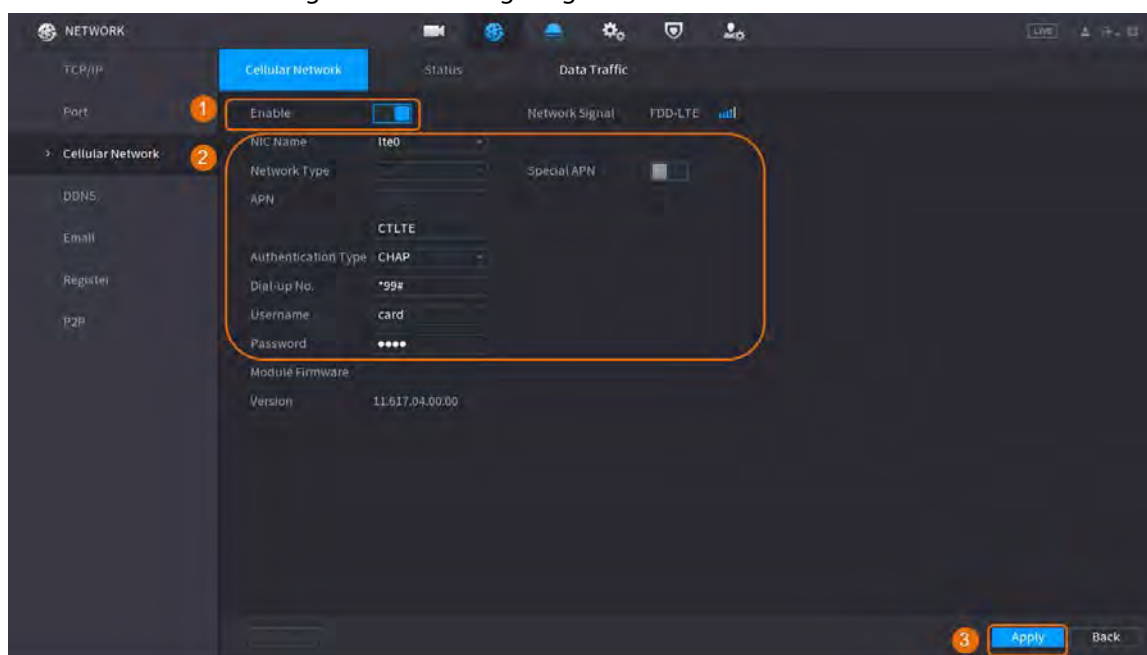 NETWORK
LIVE
TCP/IP
Cellular Network
Status
Data Traffic
Port
1
Enable
Network Signal
FDD-LTE
Cellular Network
2
NIC Name
lte0
Network Type
Special APN
DDNS
APN
Email
CTLTE
Authentication Type
CHAP
Register
Dial-up No.
*99#
Username
card
P2P
Password
Module Firmware
Version
11.617.04.00.00
3
Apply
Back